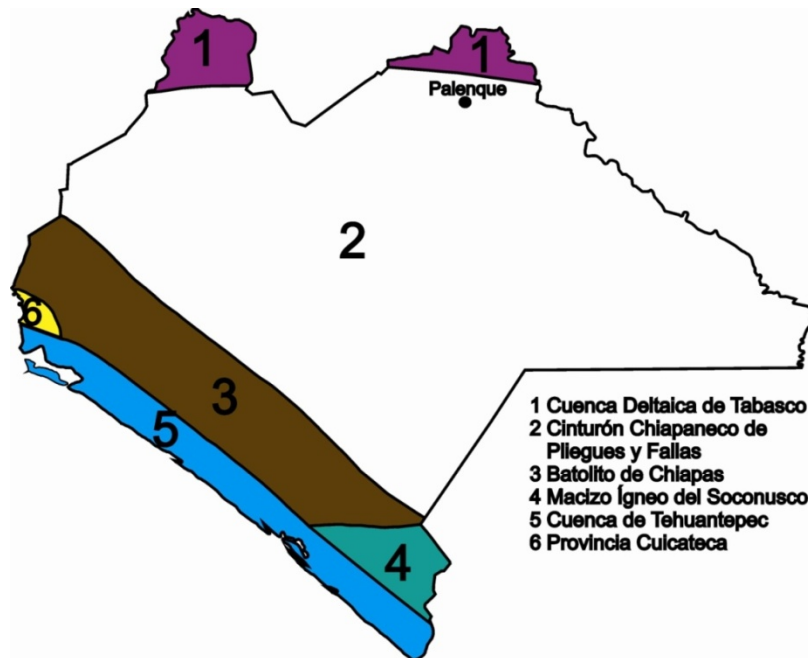 1
1
Palenque
2
6
3
5
4
1 Cuenca Deltaica de Tabasco
2 Cinturón Chiapaneco de
Pliegues y Fallas
3 Batolito de Chiapas
4 Macizo Ígneo del Soconusco
5 Cuenca de Tehuantepec
6 Provincia Cuicateca